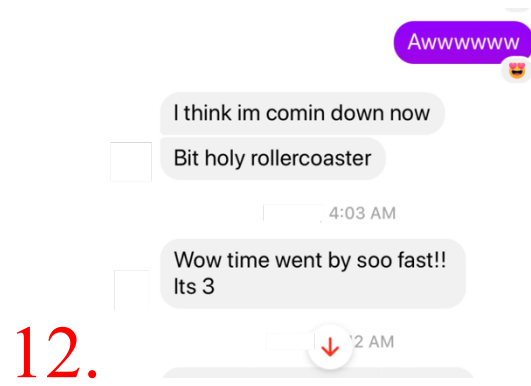 Awwwwww
I think im comin down now
Bit holy rollercoaster
4:03 AM
Wow time went by soo fast!!
Its 3
2 AM
12.